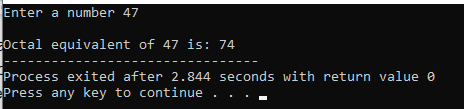 Enter a number 47
Octal equivalent of 47 is: 74
--------------------------------
Process exited after 2.844 seconds with return value 0
Press any key to continue . . .